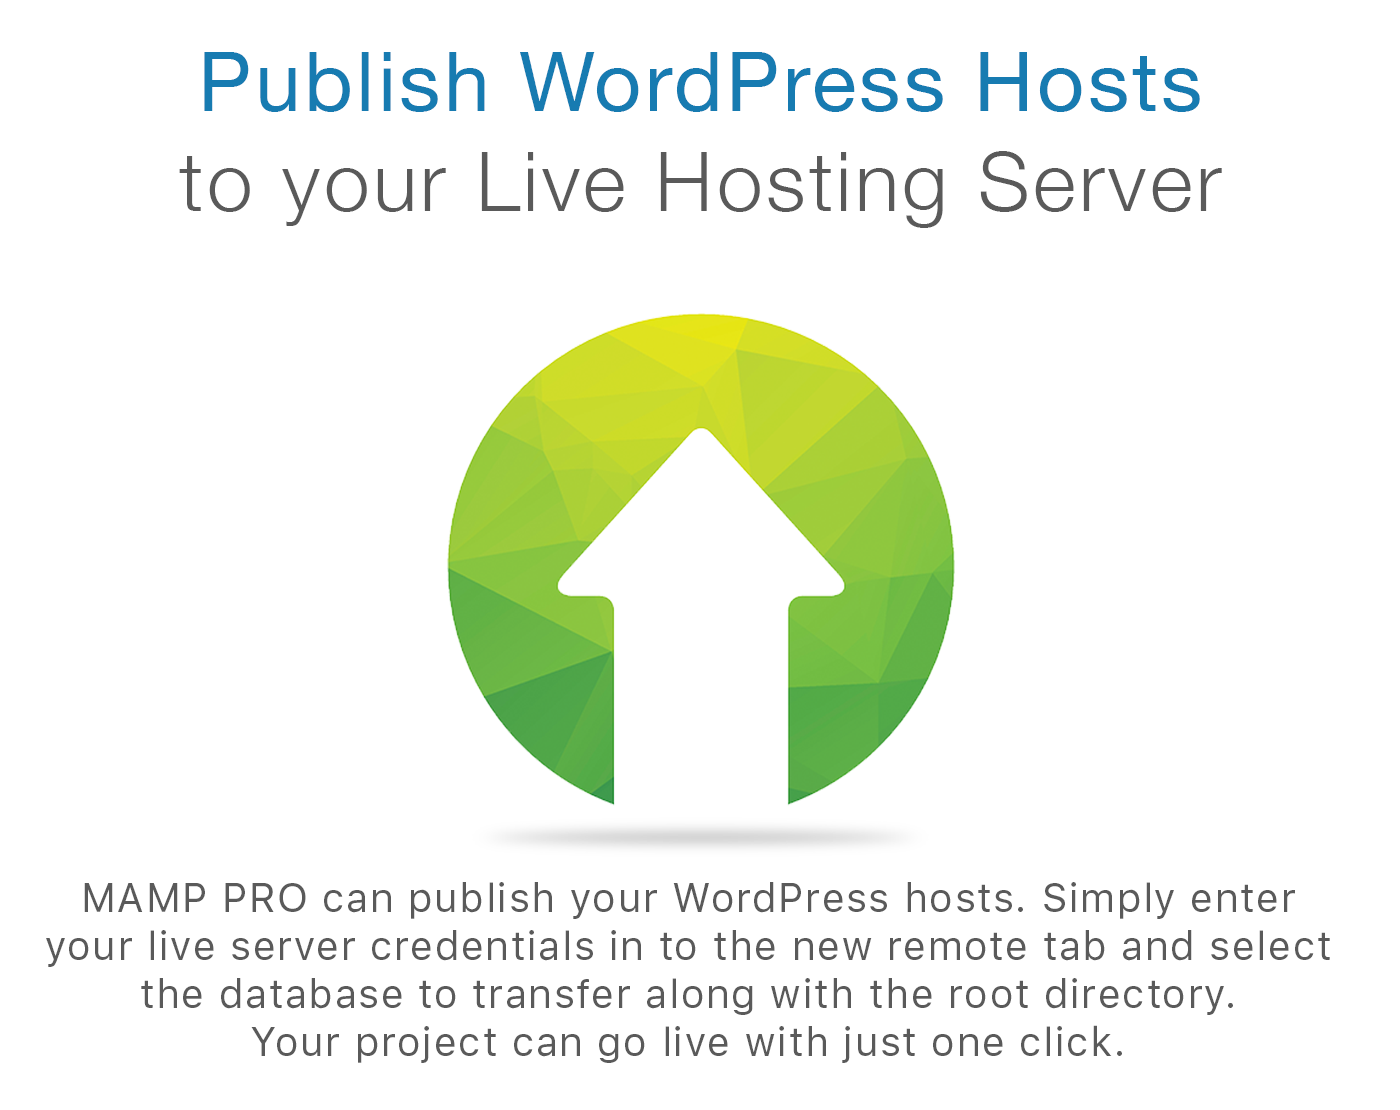 Publish WordPress Hosts
to your Live Hosting Server
MAMP PRO can publish your WordPress hosts. Simply enter
your live server credentials in to the new remote tab and select
the database to transfer along with the root directory.
Your project can go live with just one click.